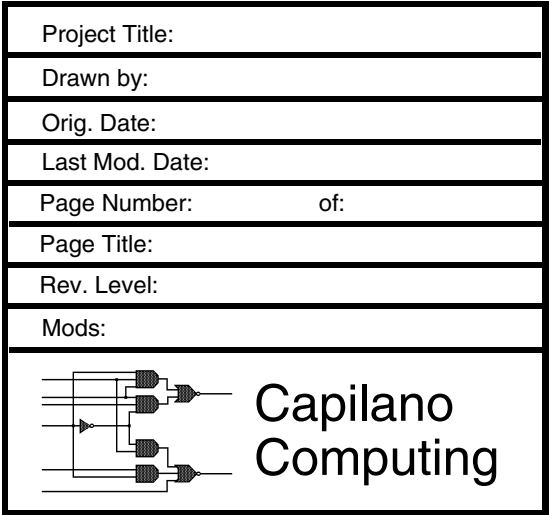 Project Title:
Drawn by:
Orig. Date:
Last Mod. Date:
Page Number: of:
Page Title:
Rev. Level:
Mods:
Capilano
Computing